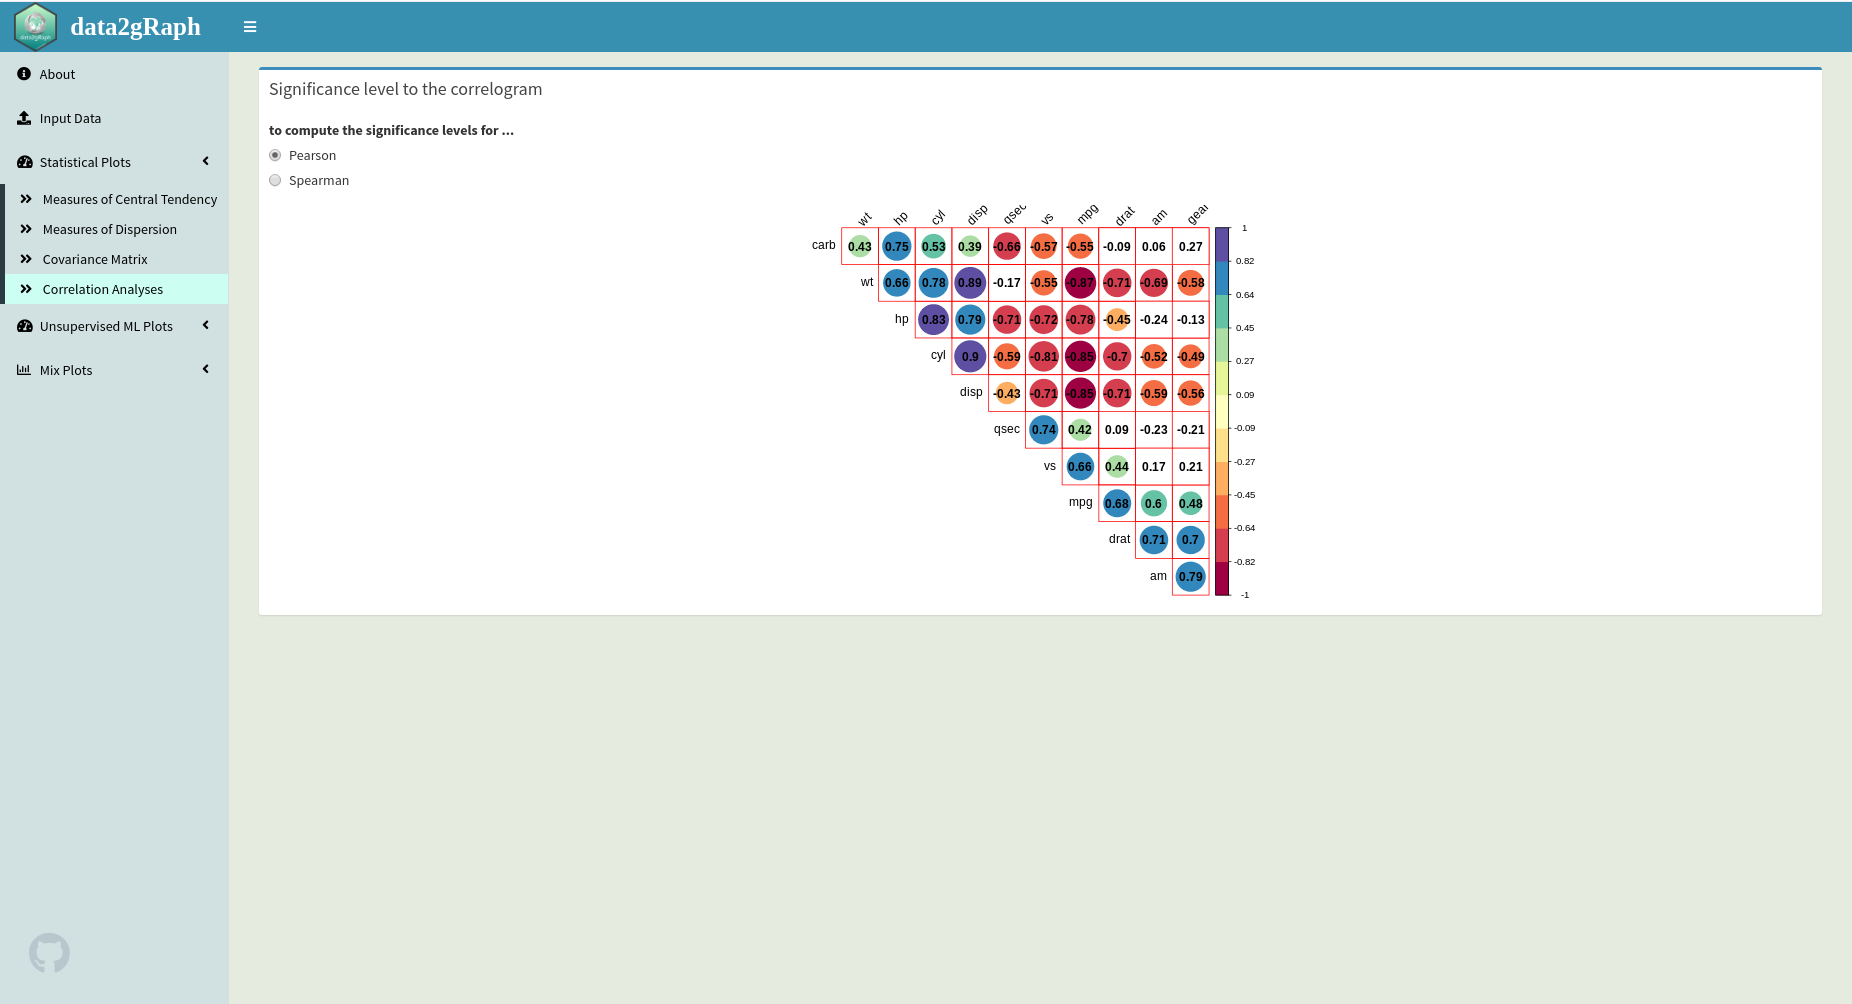 data2gRaph
About
Input Data
Statistical Plots
Measures of Central Tendency
Measures of Dispersion
Covariance Matrix
Correlation Analyses
Unsupervised ML Plots
Mix Plots
Significance level to the correlogram
to compute the significance levels for ...
Pearson
Spearman
wt hp cyl disp qsec vs mpg drat am gear
carb 0.43 0.75 0.53 0.39 -0.66 -0.57 -0.55 -0.09 0.06 0.27
wt 0.66 0.78 0.89 -0.17 -0.55 -0.87 -0.71 -0.69 -0.58
hp 0.83 0.79 -0.71 -0.72 -0.78 -0.45 -0.24 -0.13
cyl 0.9 -0.59 -0.81 -0.85 -0.7 -0.52 -0.49
disp -0.43 -0.71 -0.85 -0.71 -0.59 -0.56
qsec 0.74 0.42 0.09 -0.23 -0.21
vs 0.66 0.44 0.17 0.21
mpg 0.68 0.6 0.48
drat 0.71 0.7
am 0.79
1
0.82
0.64
0.45
0.27
0.09
-0.09
-0.27
-0.45
-0.64
-0.82
-1